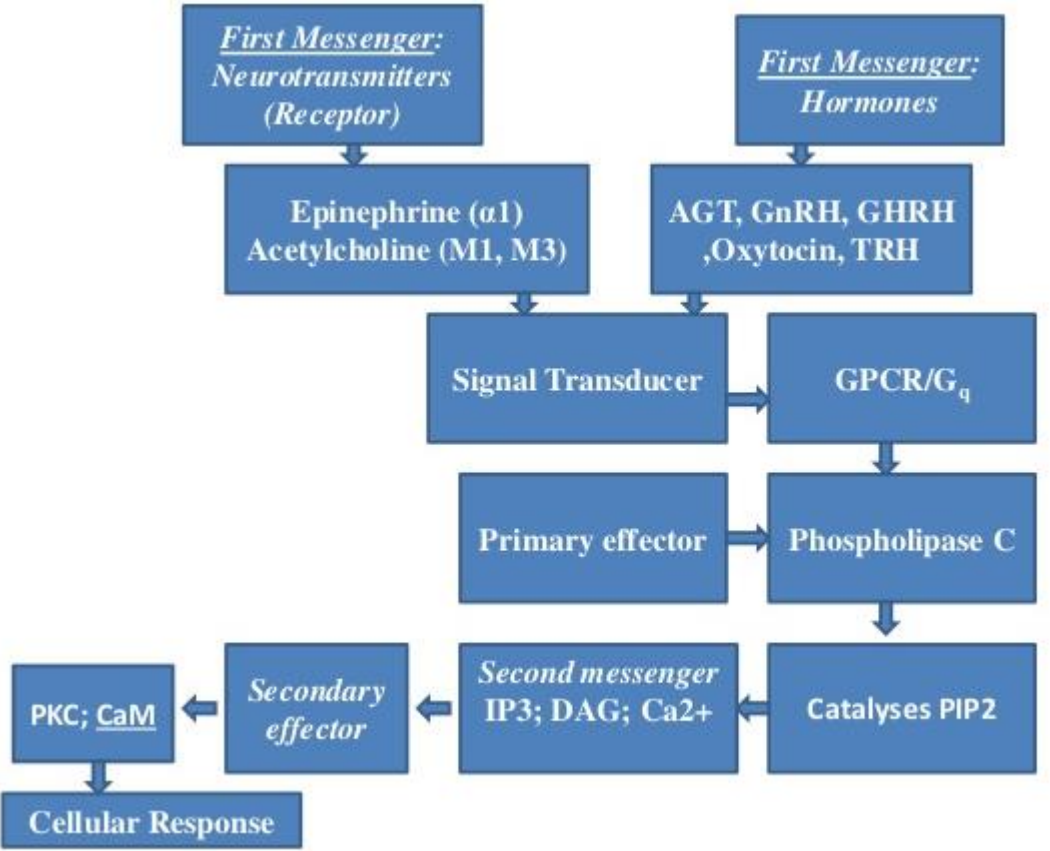 First Messenger:
Neurotransmitters
(Receptor)
First Messenger:
Hormones
Epinephrine (α1)
Acetylcholine (M1, M3)
AGT, GnRH, GHRH
,Oxytocin, TRH
Signal Transducer
GPCR/Gq
Primary effector
Phospholipase C
Catalyses PIP2
Second messenger
IP3; DAG; Ca2+
Secondary
effector
PKC; CaM
Cellular Response